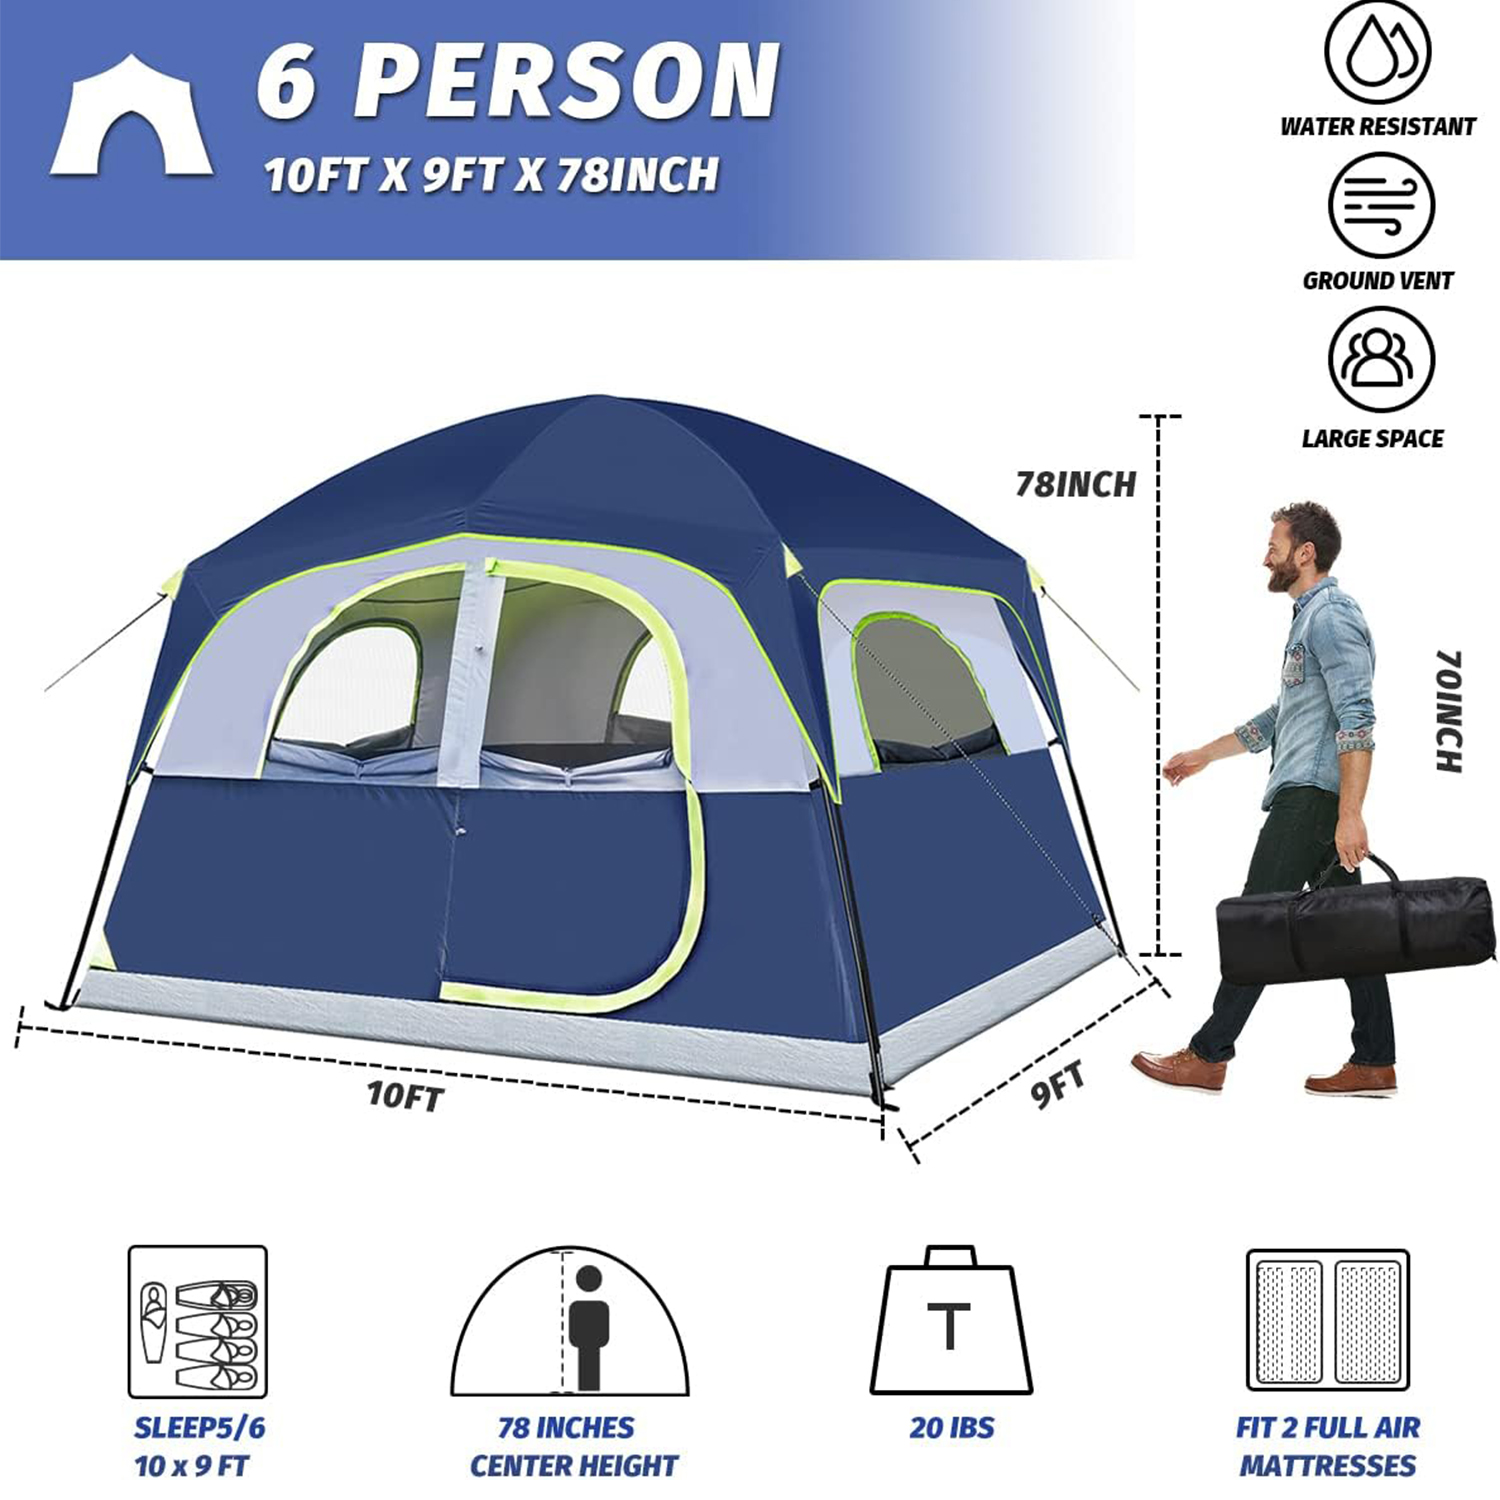 6 PERSON
10FT X 9FT X 78INCH
WATER RESISTANT
GROUND VENT
LARGE SPACE
78INCH
70INCH
10FT
9FT
T
SLEEP5/6
10 x 9 FT
78 INCHES
CENTER HEIGHT
20 IBS
FIT 2 FULL AIR
MATTRESSES